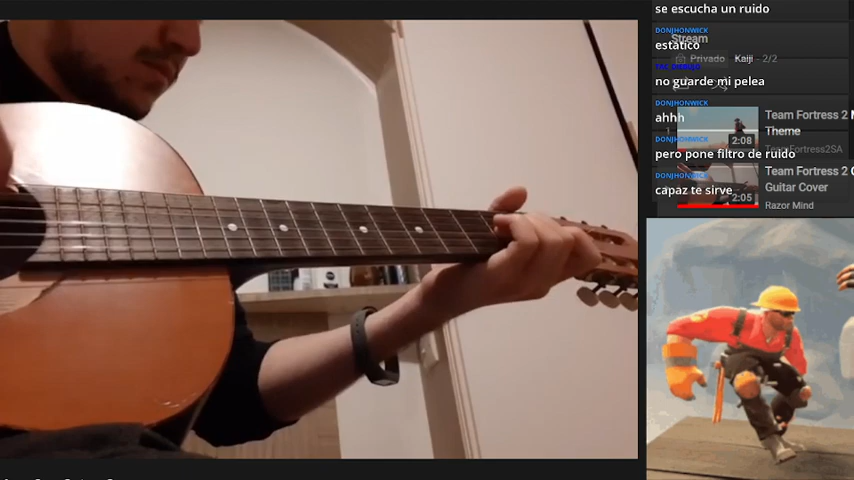 se escucha un ruido
DONJHONWICK
Stream
estatico
Privado Kaiji - 2/2
no guarde mi pelea
DONJHONWICK
ahhh
Team Fortress 2
Theme
2:08
DONJHONWICK
TeamFortress2SA
pero pone filtro de ruido
DONJHONWICK
Team Fortress 2
capaz te sirve
Guitar Cover
2:05
Razor Mind